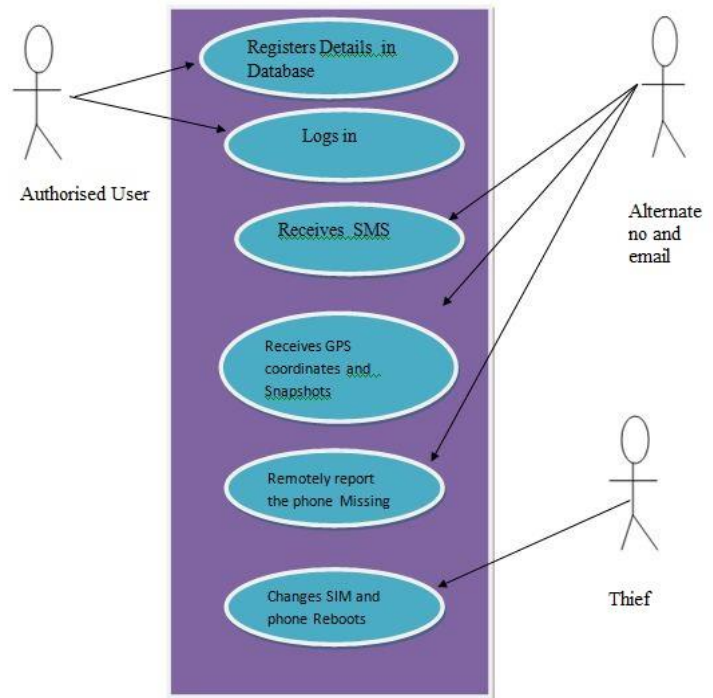 Registers Details in
Database
Logs in
Authorised User
Receives SMS
Alternate
no and
email
Receives GPS
coordinates and
Snapshots
Remotely report
the phone Missing
Changes SIM and
phone Reboots
Thief